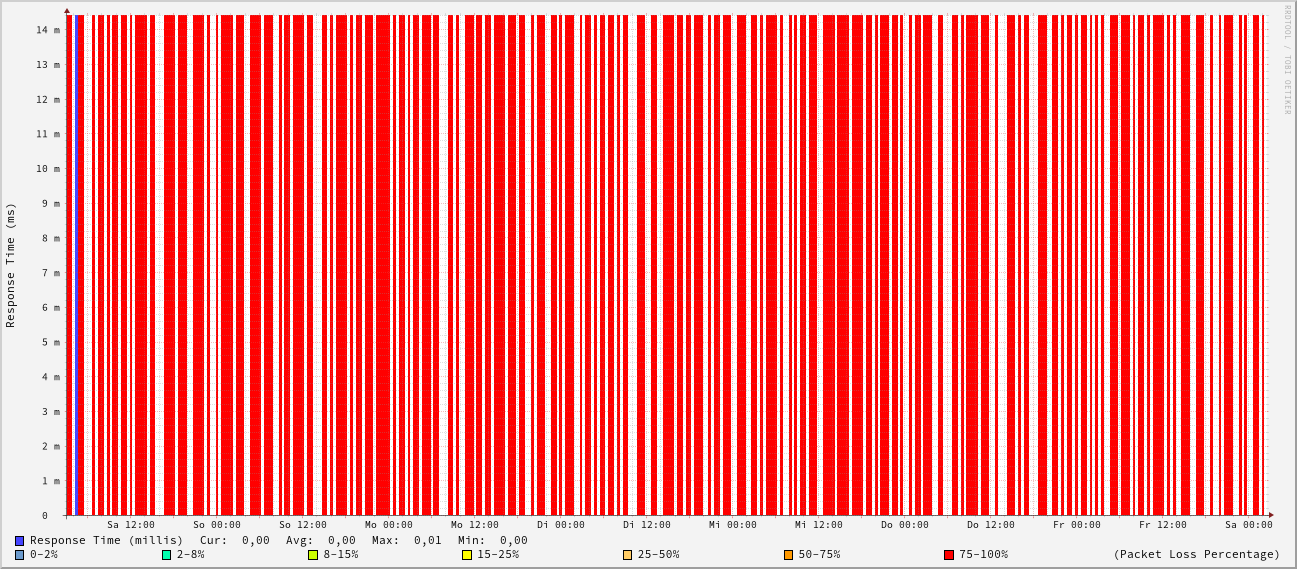 RRDTOOL / TOBI OETIKER
Response Time (ms)
14 m
13 m
12 m
11 m
10 m
9 m
8 m
7 m
6 m
5 m
4 m
3 m
2 m
1 m
0
Sa 12:00 So 00:00 So 12:00 Mo 00:00 Mo 12:00 Di 00:00 Di 12:00 Mi 00:00 Mi 12:00 Do 00:00 Do 12:00 Fr 00:00 Fr 12:00 Sa 00:00
Response Time (millis) Cur: 0,00 Avg: 0,00 Max: 0,01 Min: 0,00
0-2% 2-8% 8-15% 15-25% 25-50% 50-75% 75-100% (Packet Loss Percentage)